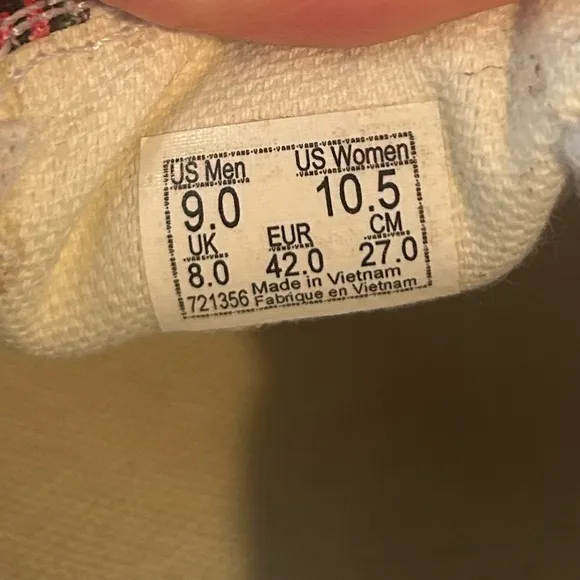 US Men US Women
9.0 10.5
UK EUR CM
8.0 42.0 27.0
Made in Vietnam
721356 Fabrique en Vietnam